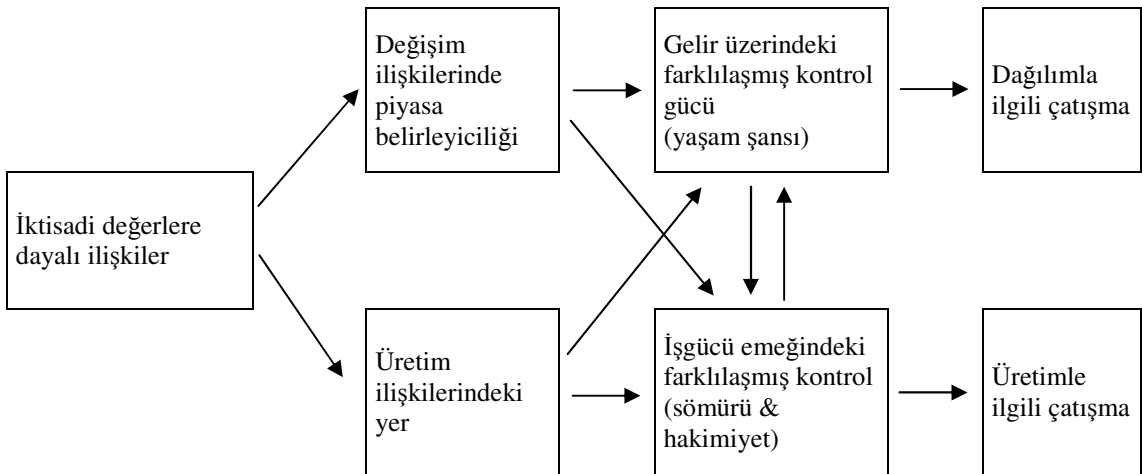 Değişim
ilişkilerinde
piyasa
belirleyiciliği
Gelir üzerindeki
farklılaşmış kontrol
gücü
(yaşam şansı)
Dağılımla
ilgili çatışma
İktisadi değerlere
dayalı ilişkiler
Üretim
ilişkilerindeki
yer
İşgücü emeğindeki
farklılaşmış kontrol
(sömürü &
hakimiyet)
Üretimle
ilgili çatışma